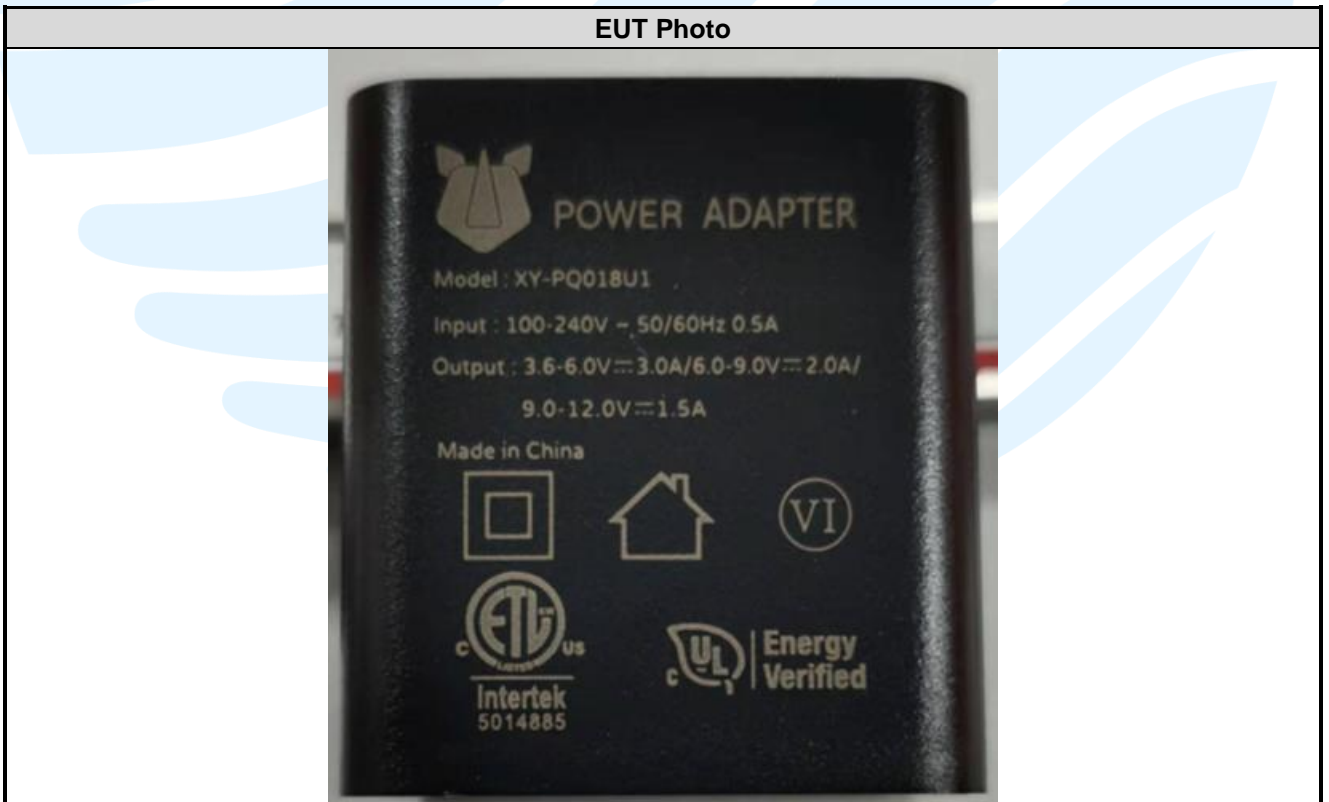 EUT Photo
POWER ADAPTER
Model : XY-PQ018U1
Input : 100-240V ~ 50/60Hz 0.5A
Output : 3.6-6.0V⎓3.0A/6.0-9.0V⎓2.0A/
9.0-12.0V⎓1.5A
Made in China
VI
ETL
C US
LISTED
Intertek
5014885
C UL Energy
Verified